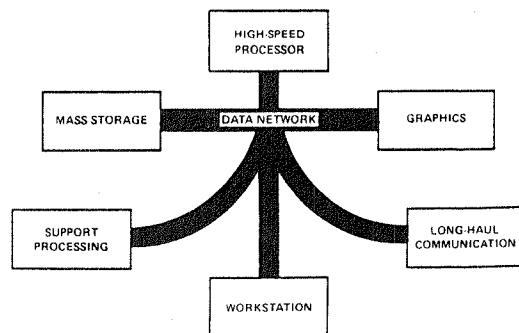 HIGH-SPEED
PROCESSOR
MASS STORAGE
DATA NETWORK
GRAPHICS
SUPPORT
PROCESSING
LONG-HAUL
COMMUNICATION
WORKSTATION